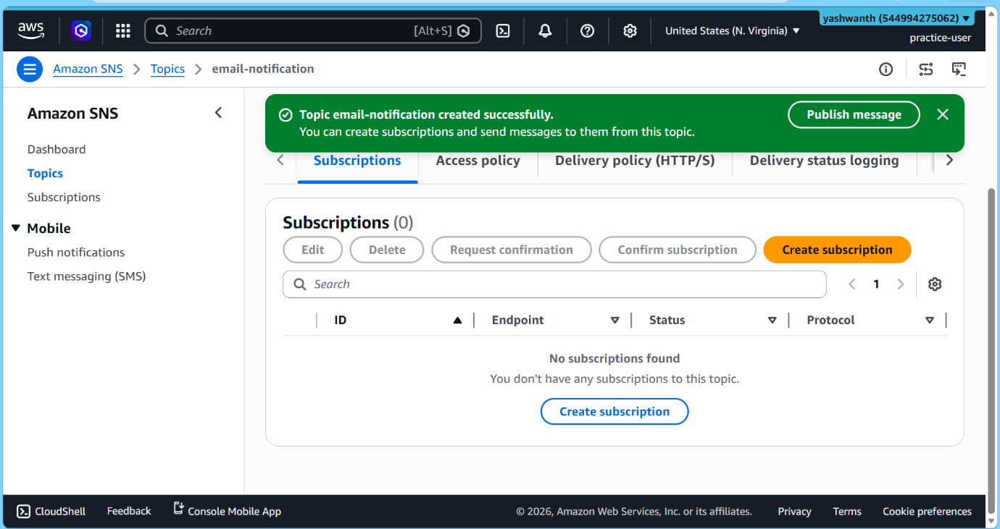 aws
Search [Alt+S]
United States (N. Virginia) ▼
yashwanth (544994275062) ▼
practice-user
Amazon SNS > Topics > email-notification
Amazon SNS
Dashboard
Topics
Subscriptions
▼ Mobile
Push notifications
Text messaging (SMS)
Topic email-notification created successfully.
You can create subscriptions and send messages to them from this topic.
Publish message
Subscriptions
Access policy
Delivery policy (HTTP/S)
Delivery status logging
Subscriptions (0)
Edit
Delete
Request confirmation
Confirm subscription
Create subscription
Search
1
ID
Endpoint
Status
Protocol
No subscriptions found
You don't have any subscriptions to this topic.
Create subscription
CloudShell
Feedback
Console Mobile App
© 2026, Amazon Web Services, Inc. or its affiliates.
Privacy
Terms
Cookie preferences